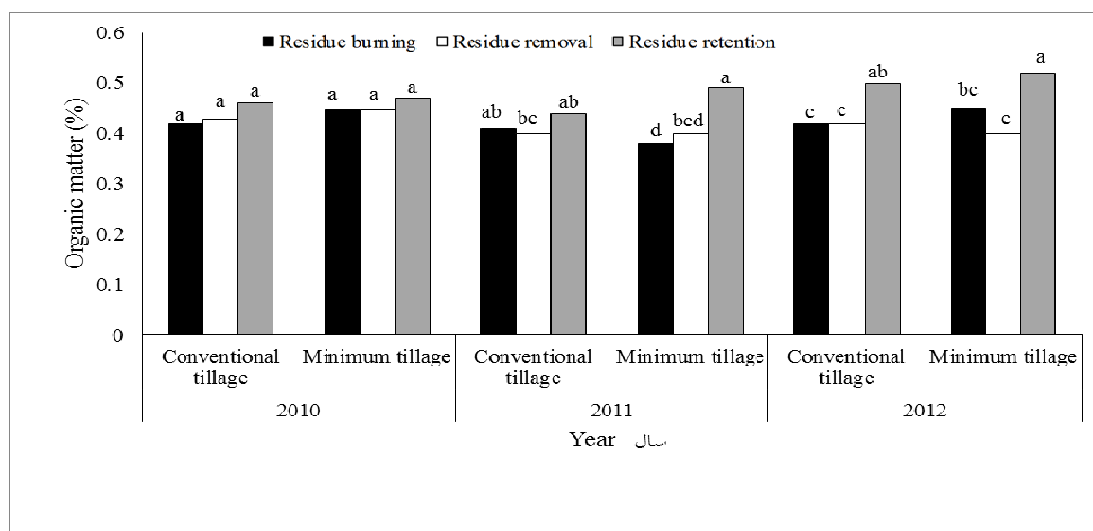 Organic matter (%)
0.6
0.5
0.4
0.3
0.2
0.1
0
Residue burning Residue removal Residue retention
a a a a a a ab bc ab d bcd a c c ab bc c a
Conventional tillage Minimum tillage Conventional tillage Minimum tillage Conventional tillage Minimum tillage
2010 2011 2012
Year سال